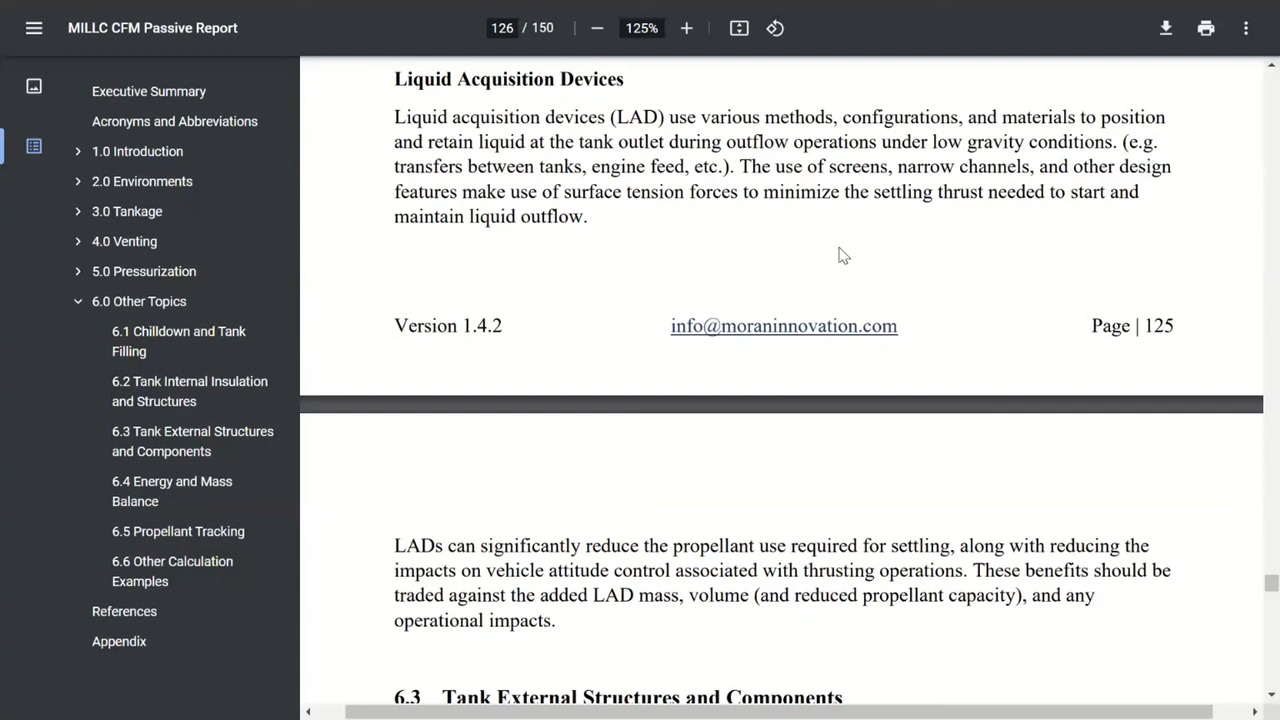 MILLC CFM Passive Report
126 / 150
125%
Executive Summary
Acronyms and Abbreviations
1.0 Introduction
2.0 Environments
3.0 Tankage
4.0 Venting
5.0 Pressurization
6.0 Other Topics
6.1 Chilldown and Tank
Filling
6.2 Tank Internal Insulation
and Structures
6.3 Tank External Structures
and Components
6.4 Energy and Mass
Balance
6.5 Propellant Tracking
6.6 Other Calculation
Examples
References
Appendix
Liquid Acquisition Devices
Liquid acquisition devices (LAD) use various methods, configurations, and materials to position
and retain liquid at the tank outlet during outflow operations under low gravity conditions. (e.g.
transfers between tanks, engine feed, etc.). The use of screens, narrow channels, and other design
features make use of surface tension forces to minimize the settling thrust needed to start and
maintain liquid outflow.
Version 1.4.2 info@moraninnovation.com Page | 125
LADs can significantly reduce the propellant use required for settling, along with reducing the
impacts on vehicle attitude control associated with thrusting operations. These benefits should be
traded against the added LAD mass, volume (and reduced propellant capacity), and any
operational impacts.
6.3 Tank External Structures and Components